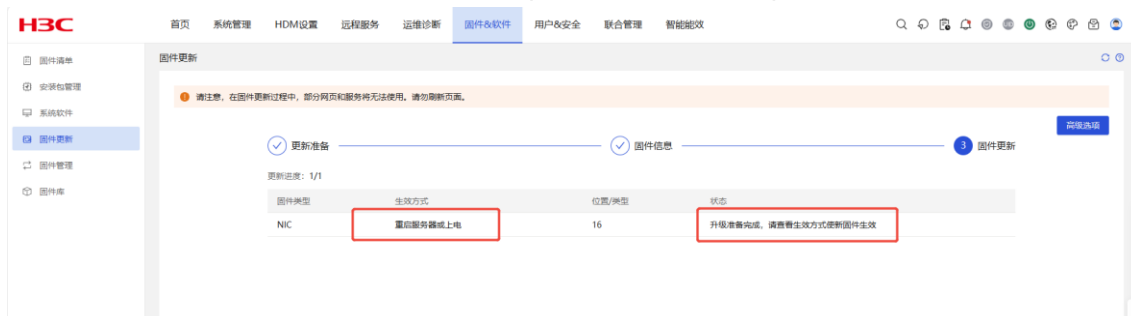 H3C 首页 系统管理 HDM设置 远程服务 运维诊断 固件&软件 用户&安全 联合管理 智能能效
固件清单
安装包管理
系统软件
固件更新
固件管理
固件库
固件更新
请注意，在固件更新过程中，部分网页和服务将无法使用。请勿刷新页面。
高级选项
更新准备 固件信息 3 固件更新
更新进度：1/1
固件类型 生效方式 位置/类型 状态
NIC 重启服务器或上电 16 升级准备完成，请查看生效方式使新固件生效